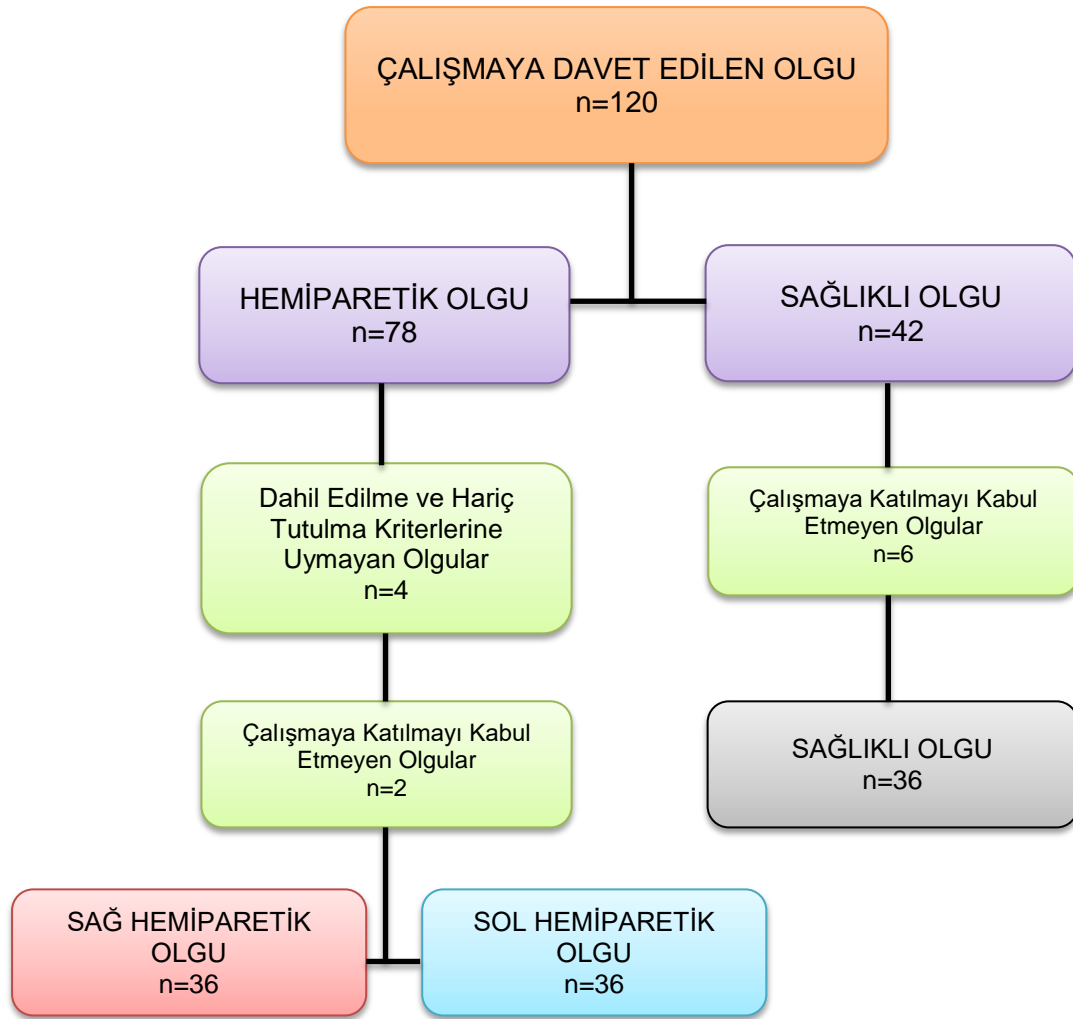 ÇALIŞMAYA DAVET EDİLEN OLGU
n=120
HEMİPARETİK OLGU
n=78
SAĞLIKLI OLGU
n=42
Dahil Edilme ve Hariç
Tutulma Kriterlerine
Uymayan Olgular
n=4
Çalışmaya Katılmayı Kabul
Etmeyen Olgular
n=6
Çalışmaya Katılmayı Kabul
Etmeyen Olgular
n=2
SAĞLIKLI OLGU
n=36
SAĞ HEMİPARETİK
OLGU
n=36
SOL HEMİPARETİK
OLGU
n=36